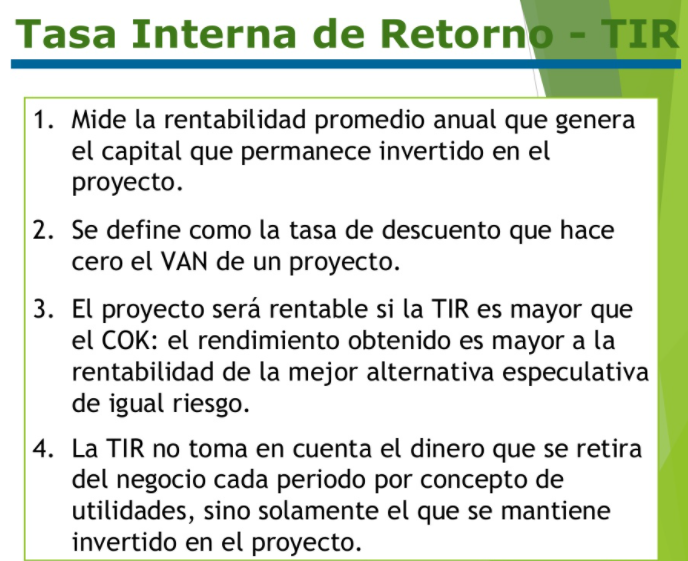 Tasa Interna de Retorno - TIR
1. Mide la rentabilidad promedio anual que genera
el capital que permanece invertido en el
proyecto.
2. Se define como la tasa de descuento que hace
cero el VAN de un proyecto.
3. El proyecto será rentable si la TIR es mayor que
el COK: el rendimiento obtenido es mayor a la
rentabilidad de la mejor alternativa especulativa
de igual riesgo.
4. La TIR no toma en cuenta el dinero que se retira
del negocio cada periodo por concepto de
utilidades, sino solamente el que se mantiene
invertido en el proyecto.